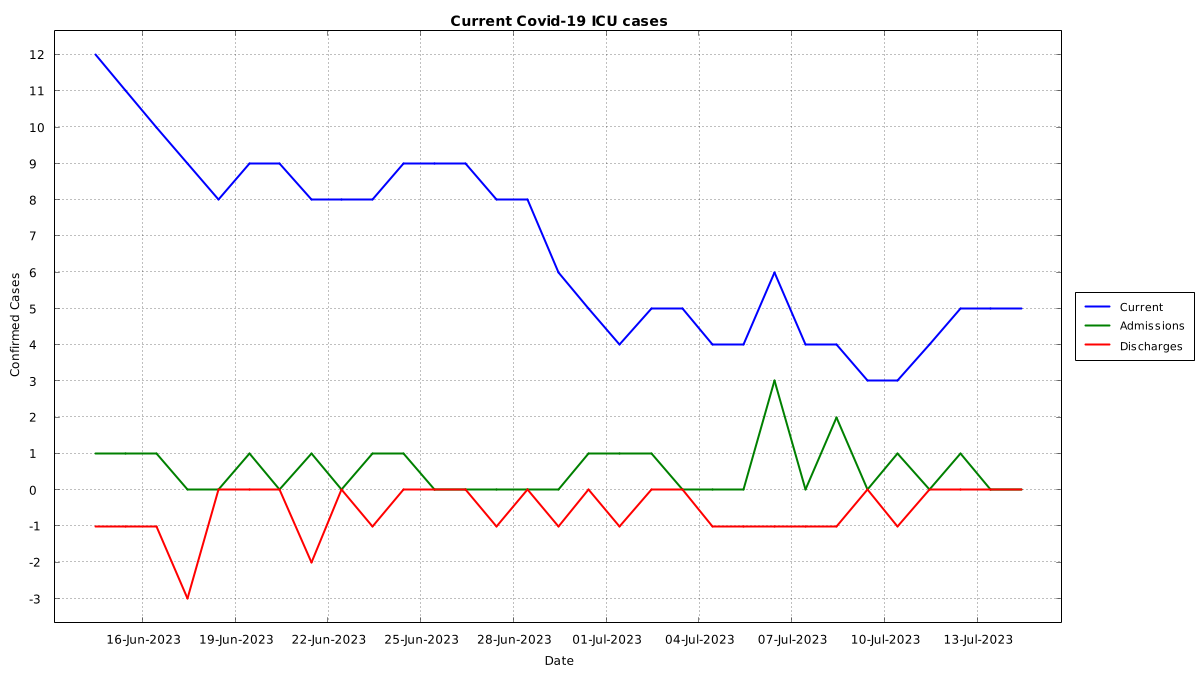 Current Covid-19 ICU cases
12
11
10
9
8
7
6
5
4
3
2
1
0
-1
-2
-3
Confirmed Cases
16-Jun-2023 19-Jun-2023 22-Jun-2023 25-Jun-2023 28-Jun-2023 01-Jul-2023 04-Jul-2023 07-Jul-2023 10-Jul-2023 13-Jul-2023
Date
Current
Admissions
Discharges